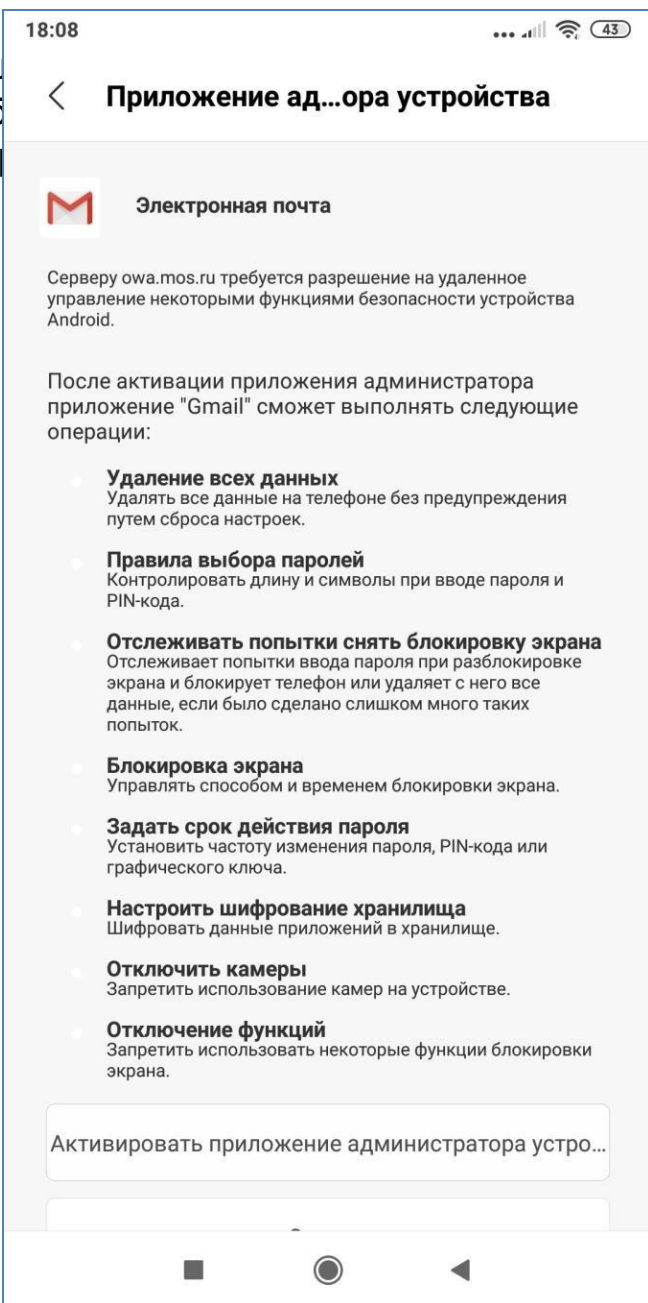 18:08
43
Приложение ад...ора устройства
Электронная почта
Серверу owa.mos.ru требуется разрешение на удаленное
управление некоторыми функциями безопасности устройства
Android.
После активации приложения администратора
приложение "Gmail" сможет выполнять следующие
операции:
Удаление всех данных
Удалять все данные на телефоне без предупреждения
путем сброса настроек.
Правила выбора паролей
Контролировать длину и символы при вводе пароля и
PIN-кода.
Отслеживать попытки снять блокировку экрана
Отслеживает попытки ввода пароля при разблокировке
экрана и блокирует телефон или удаляет с него все
данные, если было сделано слишком много таких
попыток.
Блокировка экрана
Управлять способом и временем блокировки экрана.
Задать срок действия пароля
Установить частоту изменения пароля, PIN-кода или
графического ключа.
Настроить шифрование хранилища
Шифровать данные приложений в хранилище.
Отключить камеры
Запретить использование камер на устройстве.
Отключение функций
Запретить использовать некоторые функции блокировки
экрана.
Активировать приложение администратора устро...